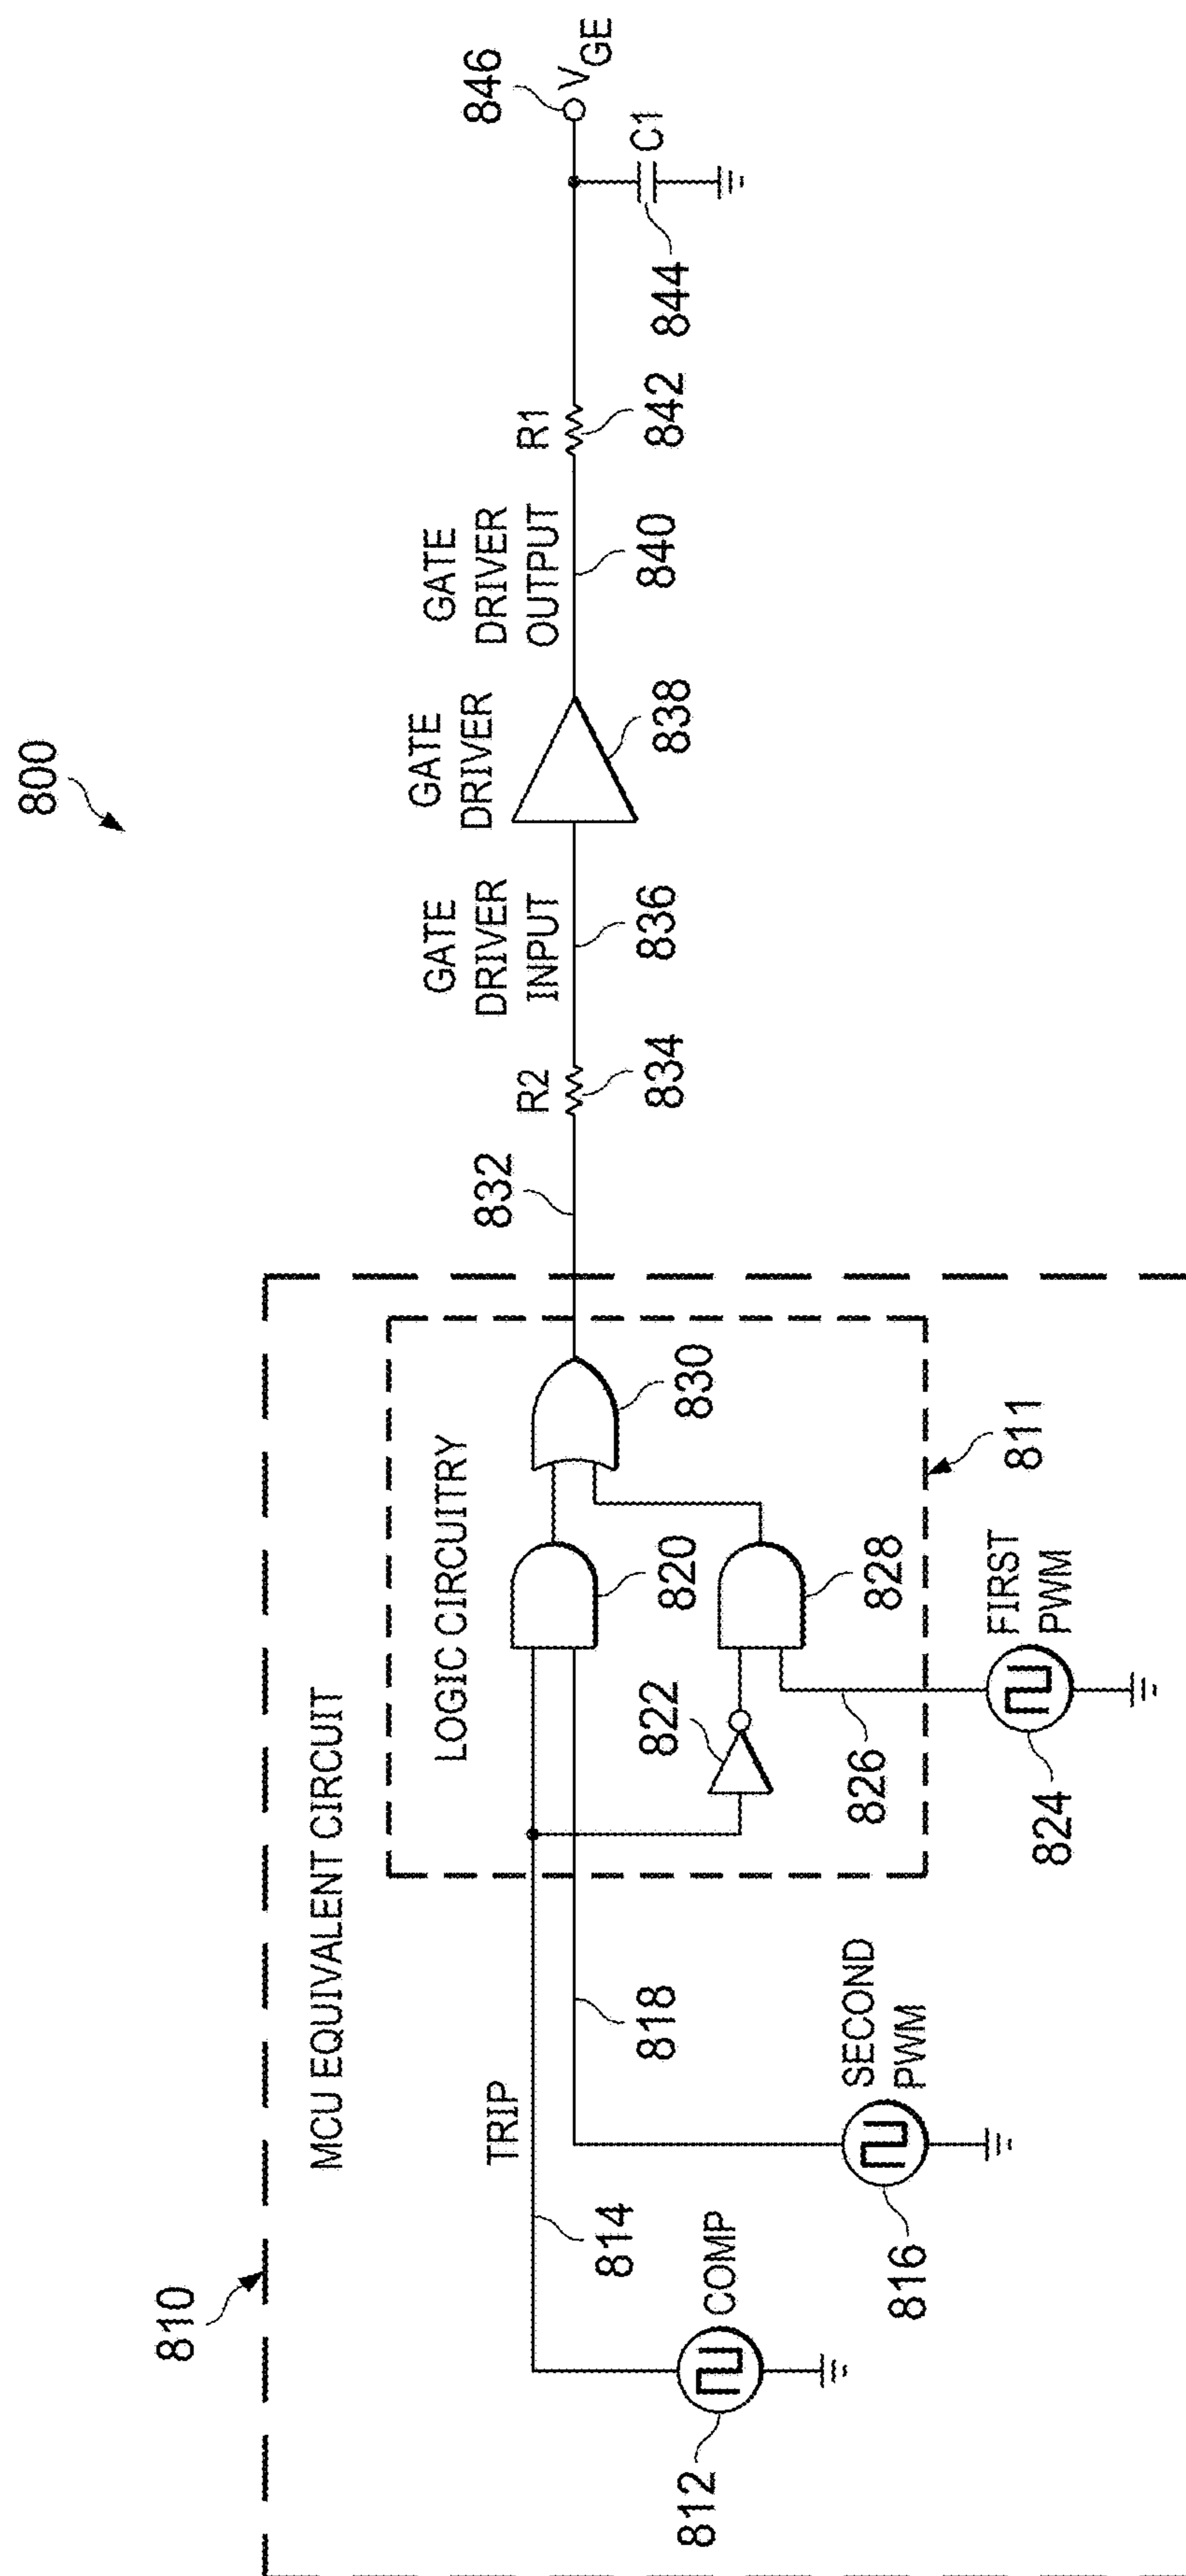 800
810
MCU EQUIVALENT CIRCUIT
LOGIC CIRCUITRY
TRIP
814
818
812
COMP
816
SECOND
PWM
824
FIRST
PWM
826
822
820
828
811
830
832
R2
834
GATE
DRIVER
INPUT
836
GATE
DRIVER
838
GATE
DRIVER
OUTPUT
840
R1
842
844
C1
846
VGE